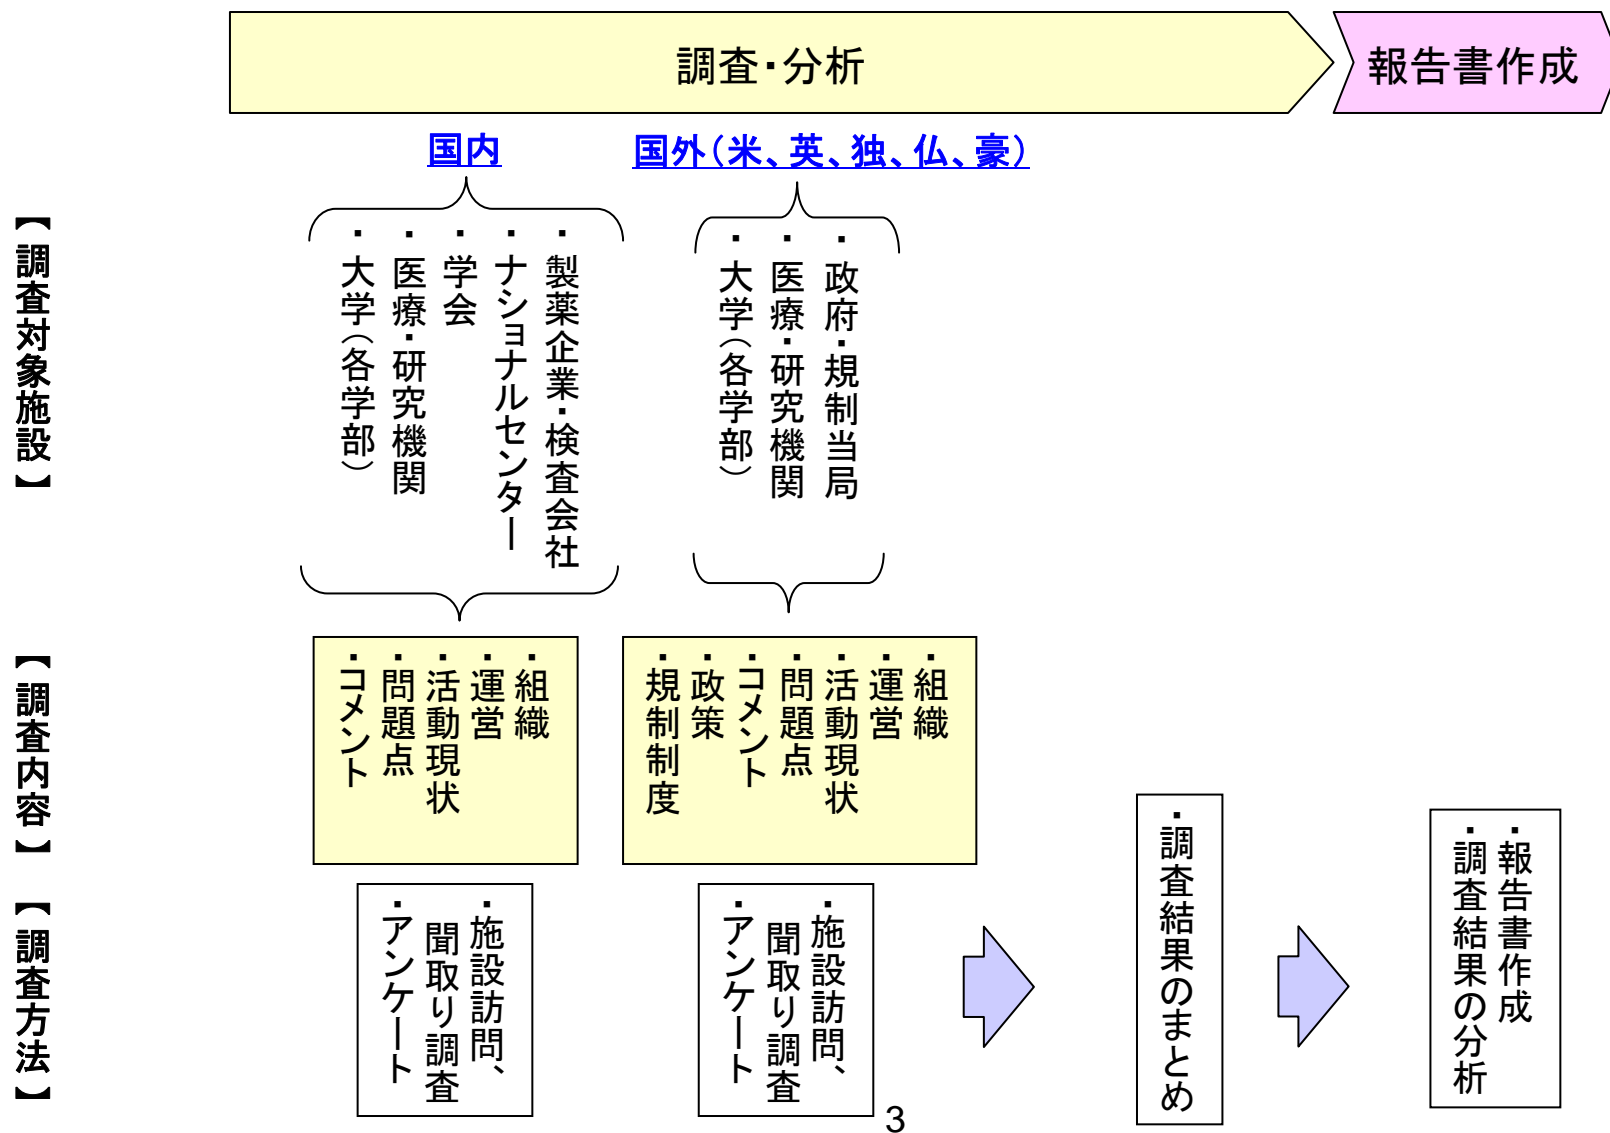 調査・分析
報告書作成
国内
国外（米、英、独、仏、豪）
【調査対象施設】
・製薬企業・検査会社
・ナショナルセンター
・学会
・医療・研究機関
・大学（各学部）
・政府・規制当局
・医療・研究機関
・大学（各学部）
【調査内容】
・組織
・運営
・活動現状
・問題点
・コメント
・組織
・運営
・活動現状
・問題点
・コメント
・政策
・規制制度
【調査方法】
・施設訪問、
聞取り調査
・アンケート
・施設訪問、
聞取り調査
・アンケート
・調査結果のまとめ
・報告書作成
・調査結果の分析
3